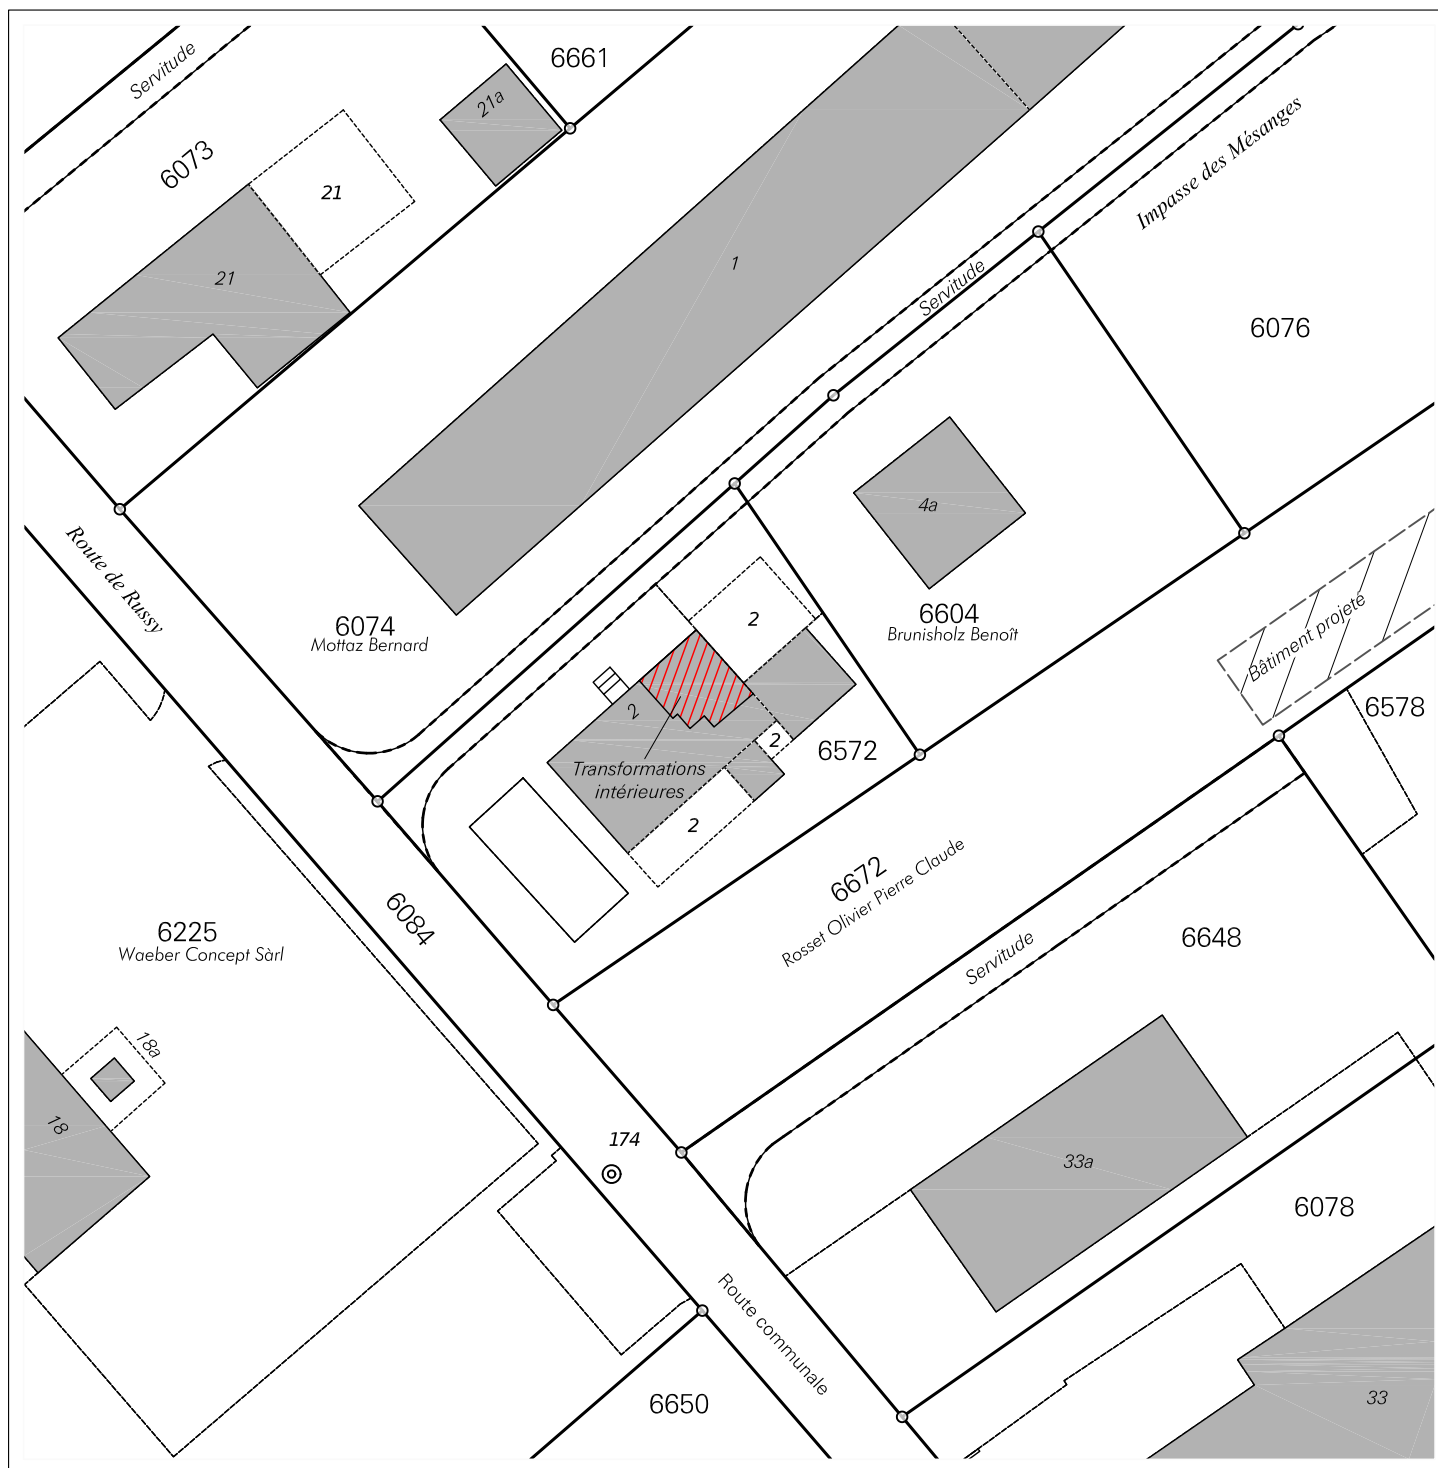 Servitude
6661
21a
6073
21
21
1
Impasse des Mésanges
Servitude
6076
4a
Route de Russy
6074
Mottaz Bernard
2
6604
Brunisholz Benoît
Bâtiment projeté
2
6578
2
6572
Transformations
intérieures
2
6672
Rosset Olivier Pierre Claude
6084
6225
Waeber Concept Sàrl
Servitude
6648
18a
18
174
33a
6078
Route communale
6650
33